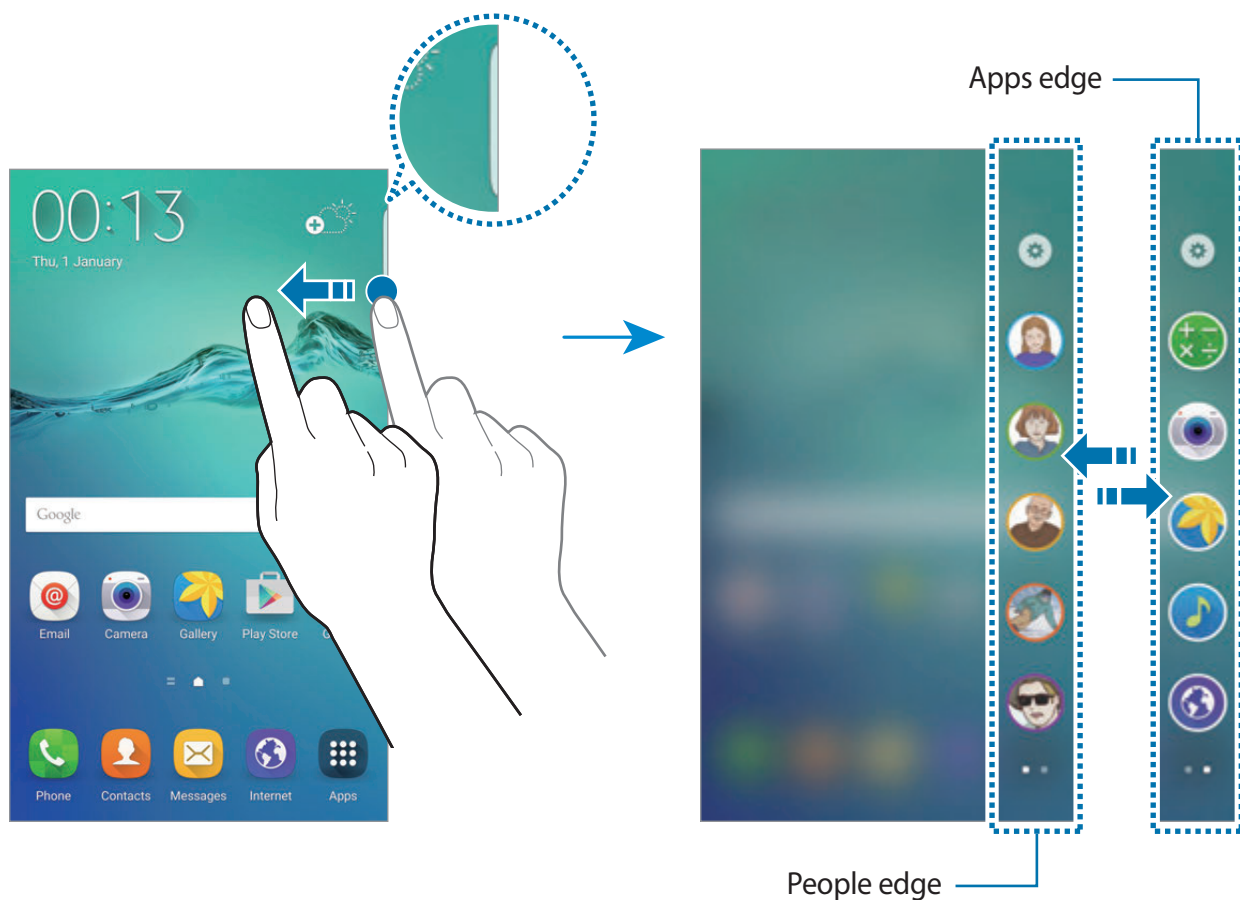 Apps edge
00:13
Thu, 1 January
Google
Email
Camera
Gallery
Play Store
Phone
Contacts
Messages
Internet
Apps
People edge